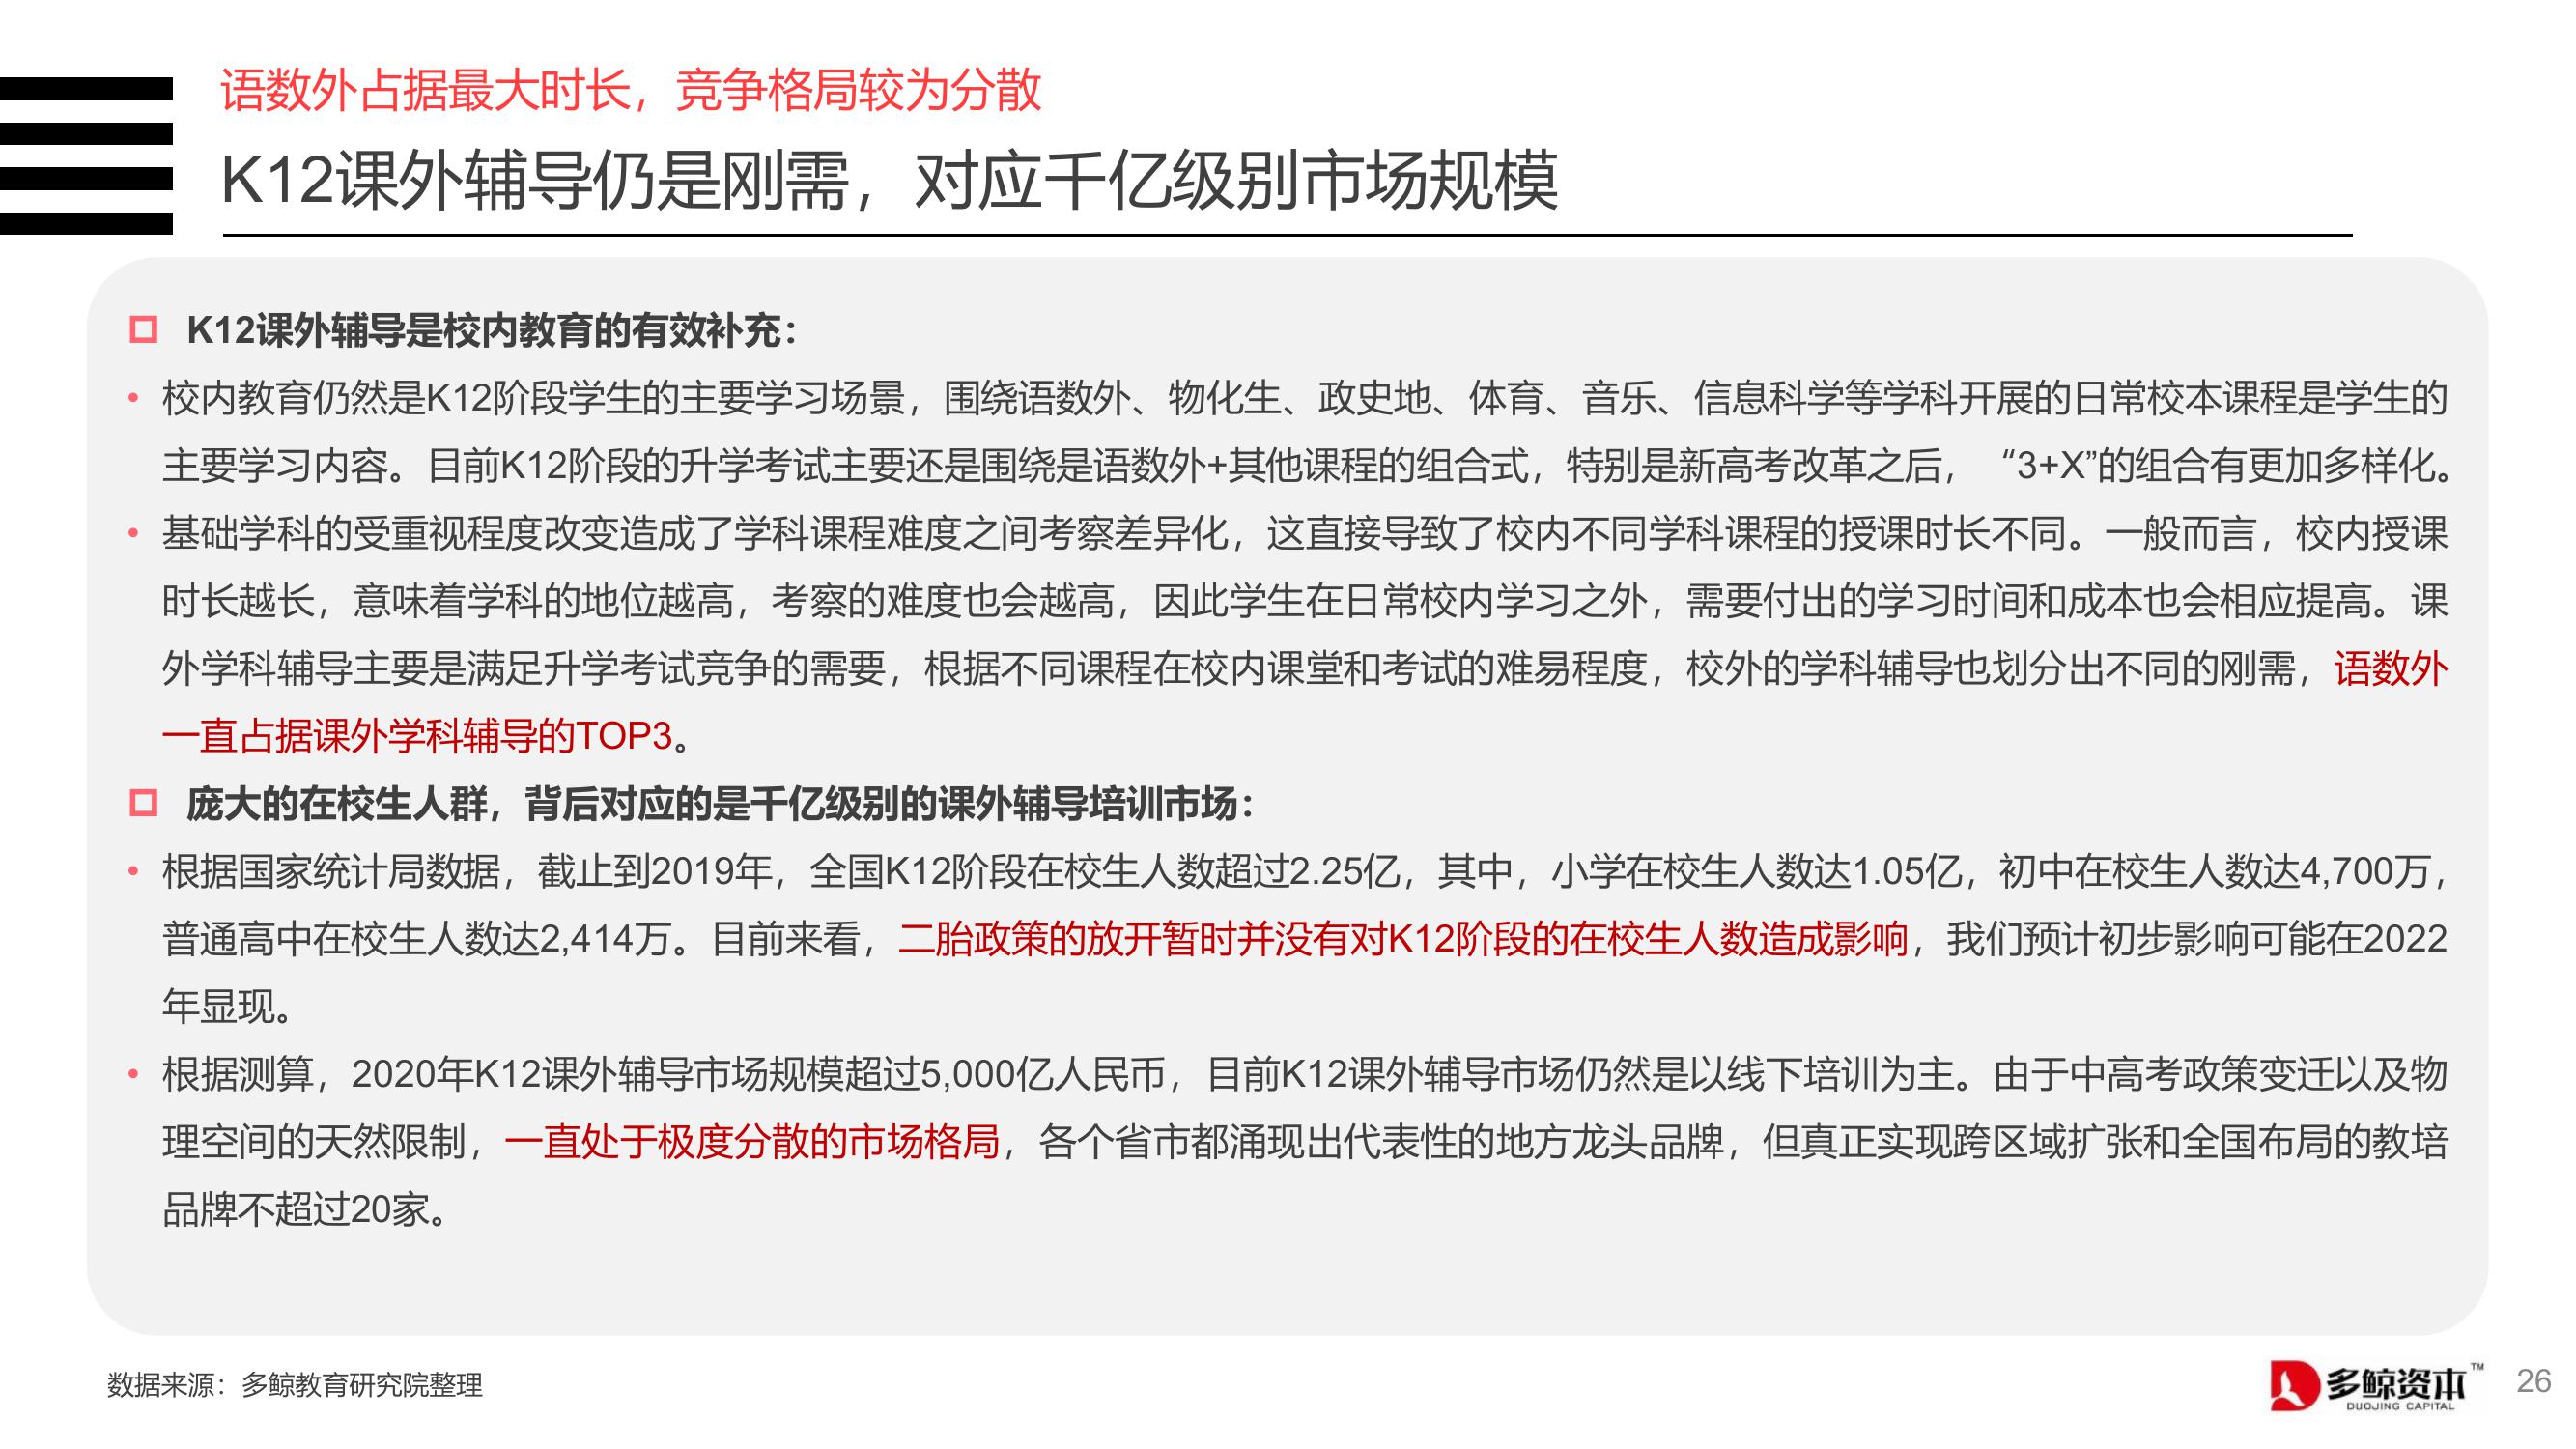 语数外占据最大时长，竞争格局较为分散
K12课外辅导仍是刚需，对应千亿级别市场规模
K12课外辅导是校内教育的有效补充：
• 校内教育仍然是K12阶段学生的主要学习场景，围绕语数外、物化生、政史地、体育、音乐、信息科学等学科开展的日常校本课程是学生的
主要学习内容。目前K12阶段的升学考试主要还是围绕是语数外+其他课程的组合式，特别是新高考改革之后，“3+X”的组合有更加多样化。
• 基础学科的受重视程度改变造成了学科课程难度之间考察差异化，这直接导致了校内不同学科课程的授课时长不同。一般而言，校内授课
时长越长，意味着学科的地位越高，考察的难度也会越高，因此学生在日常校内学习之外，需要付出的学习时间和成本也会相应提高。课
外学科辅导主要是满足升学考试竞争的需要，根据不同课程在校内课堂和考试的难易程度，校外的学科辅导也划分出不同的刚需，语数外
一直占据课外学科辅导的TOP3。
庞大的在校生人群，背后对应的是千亿级别的课外辅导培训市场：
• 根据国家统计局数据，截止到2019年，全国K12阶段在校生人数超过2.25亿，其中，小学在校生人数达1.05亿，初中在校生人数达4,700万，
普通高中在校生人数达2,414万。目前来看，二胎政策的放开暂时并没有对K12阶段的在校生人数造成影响，我们预计初步影响可能在2022
年显现。
• 根据测算，2020年K12课外辅导市场规模超过5,000亿人民币，目前K12课外辅导市场仍然是以线下培训为主。由于中高考政策变迁以及物
理空间的天然限制，一直处于极度分散的市场格局，各个省市都涌现出代表性的地方龙头品牌，但真正实现跨区域扩张和全国布局的教培
品牌不超过20家。
数据来源：多鲸教育研究院整理
多鲸资本™
DUOJING CAPITAL
26